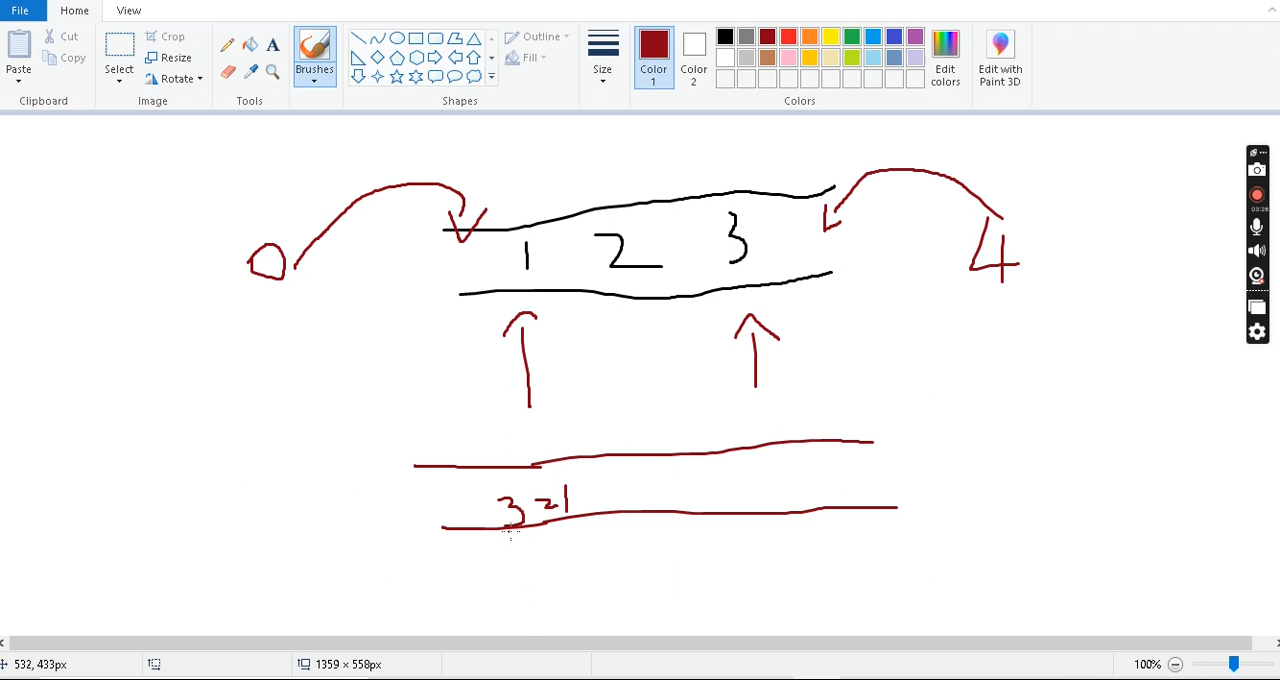 File Home View
Cut
Copy
Paste
Clipboard
Crop
Resize
Rotate
Select
Image
A
Tools
Brushes
Outline
Fill
Shapes
Size
Color 1
Color 2
Edit colors
Colors
Edit with Paint 3D
03:28
0 1 2 3 4
3 2 1
532, 433px
1359 × 558px
100%